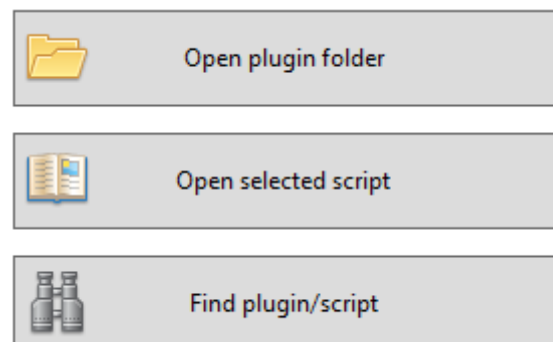 Open plugin folder
Open selected script
Find plugin/script